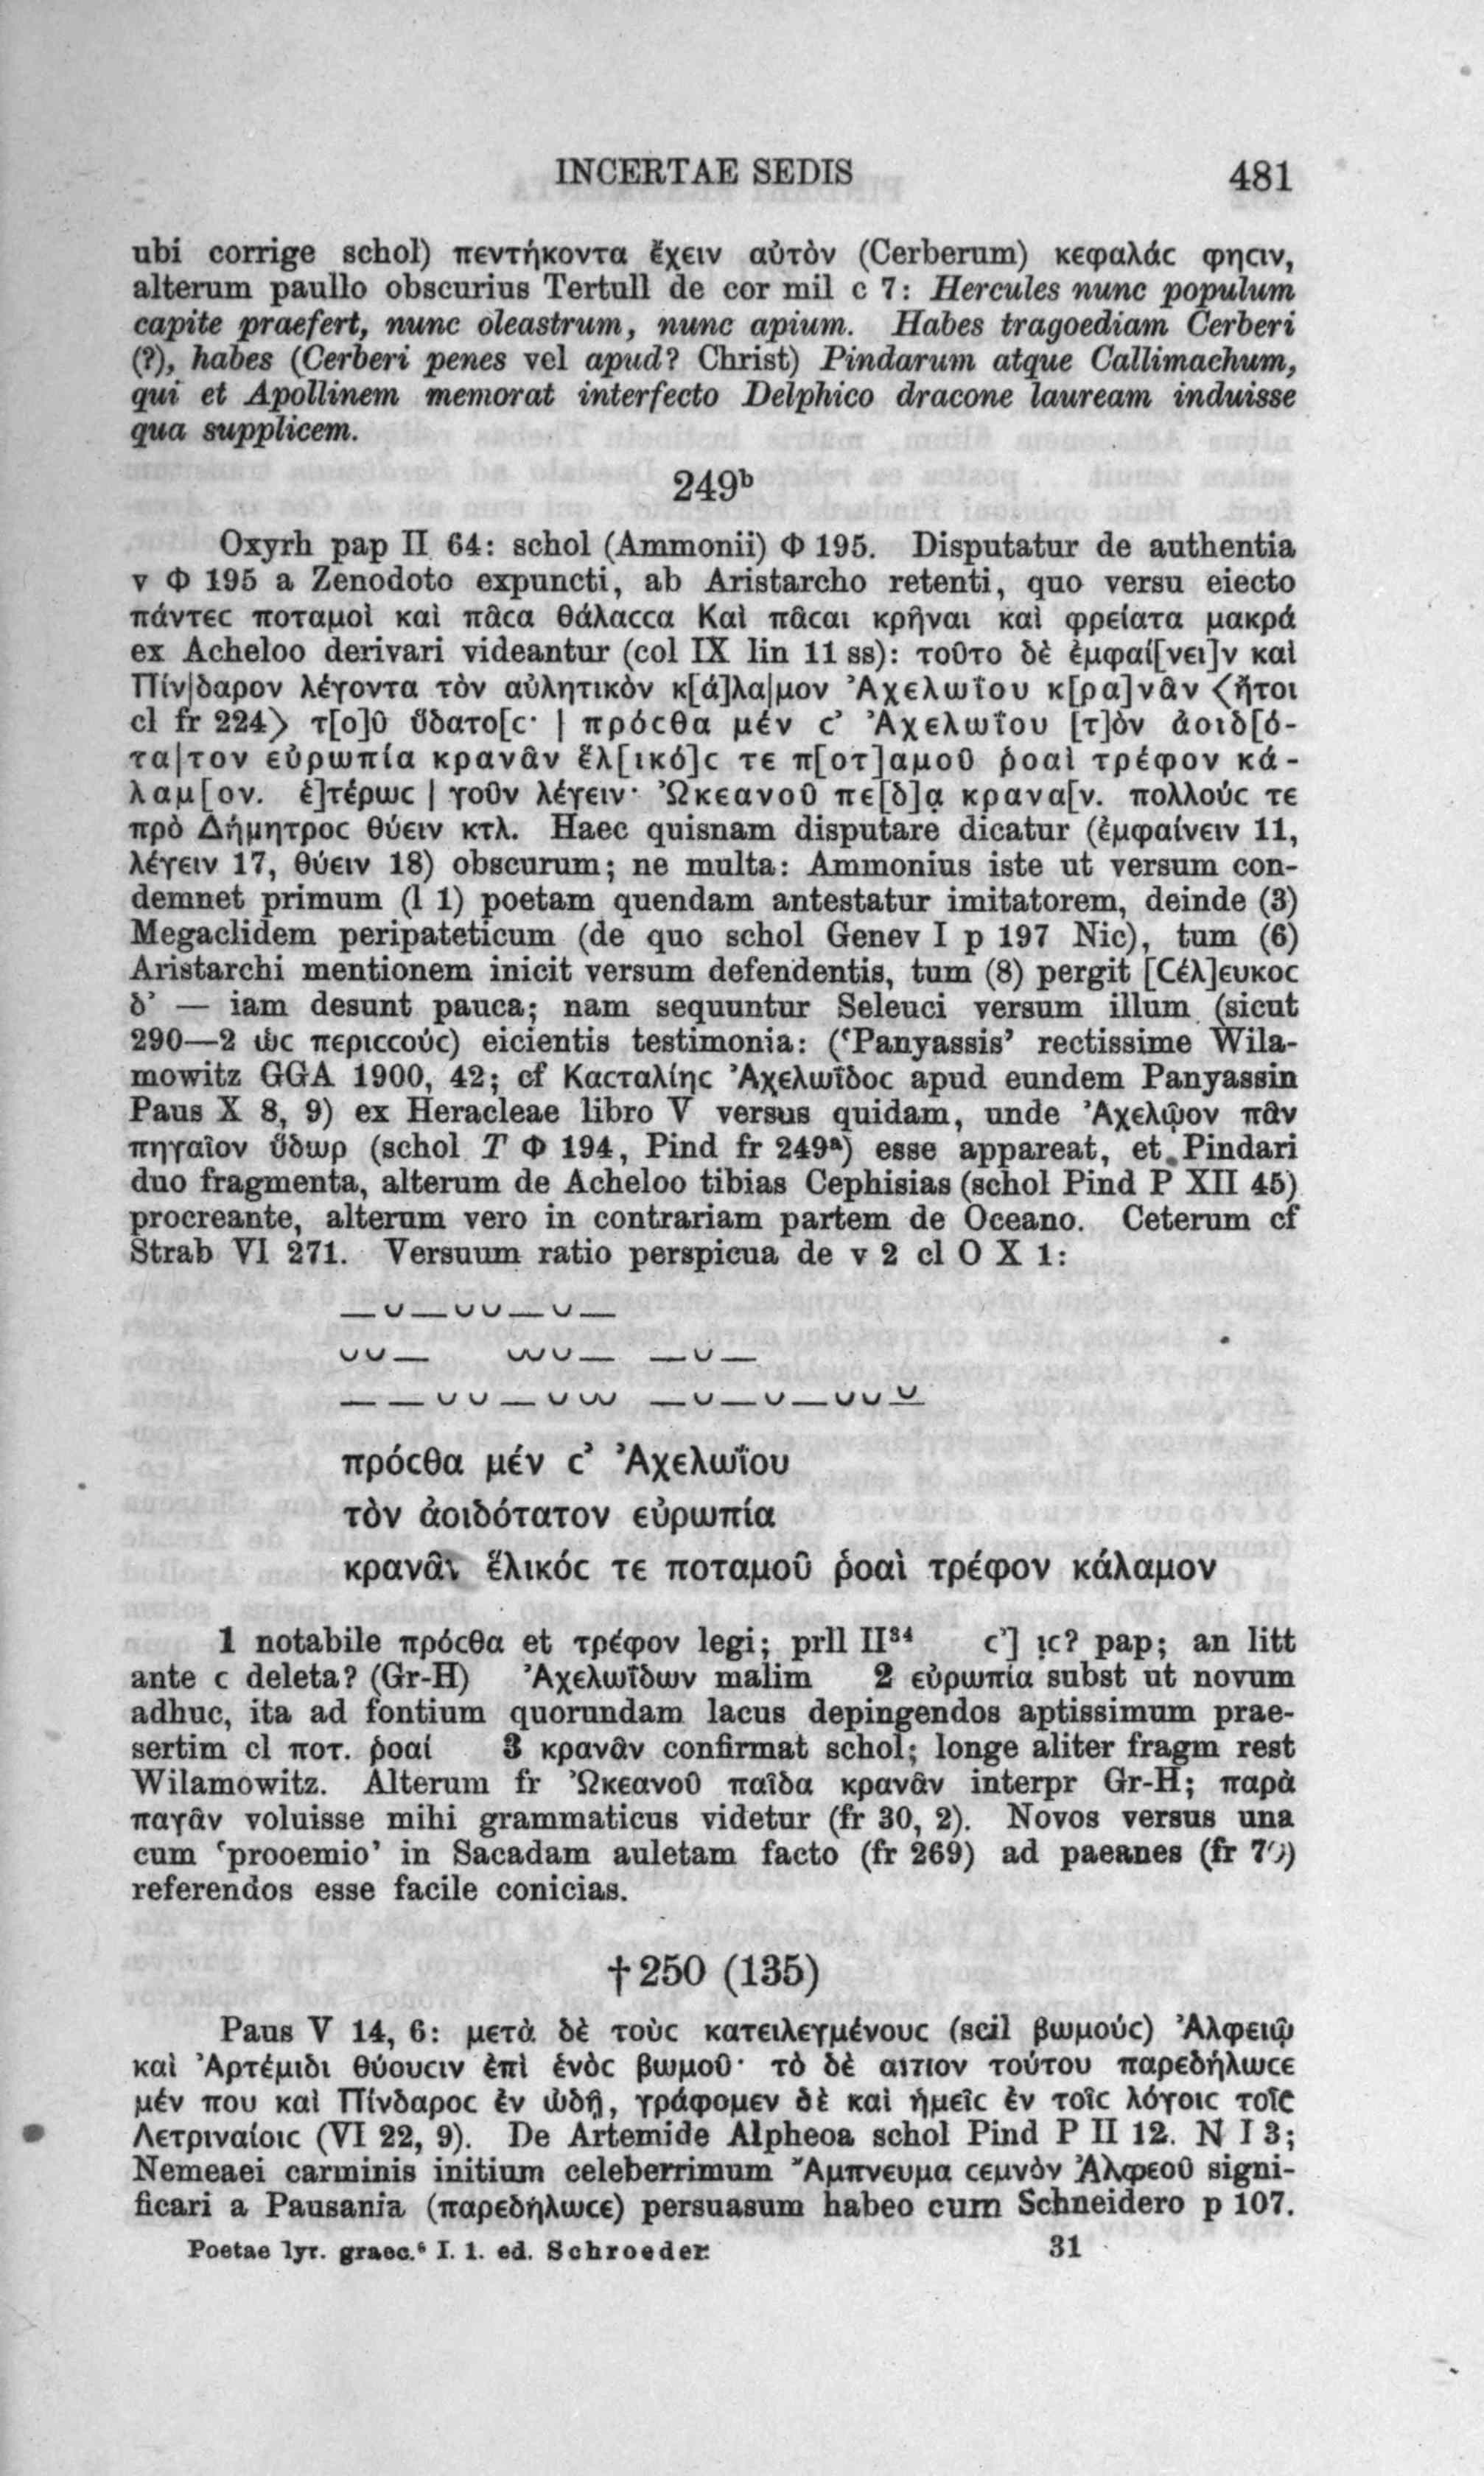 INCERTAE SEDIS 481
ubi corrige schol) πεντήκοντα ἔχειν αὐτὸν (Cerberum) κεφαλάϲ φηϲιν,
alterum paullo obscurius Tertull de cor mil c 7: Hercules nunc populum
capite praefert, nunc oleastrum, nunc apium. Habes tragoediam Cerberi
(?), habes (Cerberi penes vel apud? Christ) Pindarum atque Callimachum,
qui et Apollinem memorat interfecto Delphico dracone lauream induisse
qua supplicem.
249ᵇ
Oxyrh pap II 64: schol (Ammonii) Φ 195. Disputatur de authentia
v Φ 195 a Zenodoto expuncti, ab Aristarcho retenti, quo versu eiecto
πάντεϲ ποταμοὶ καὶ πᾶϲα θάλαϲϲα Καὶ πᾶϲαι κρῆναι καὶ φρείατα μακρά
ex Acheloo derivari videantur (col IX lin 11 ss): τοῦτο δὲ ἐμφαί[νει]ν καὶ
Πίν|δαρον λέγοντα τὸν αὐλητικὸν κ[ά]λα|μον Ἀχελωΐου κ[ρα]νᾶν ⟨ἤτοι
cl fr 224⟩ τ[ο]ῦ ὕδατο[ϲ· | πρόϲθα μέν ϲ’ Ἀχελωΐου [τ]ὸν ἀοιδ[ό-
τα|τον εὐρωπία κρανᾶν ἕλ[ικό]ϲ τε π[οτ]αμοῦ ῥοαὶ τρέφον κά-
λαμ[ον. ἑ]τέρωϲ | γοῦν λέγειν· Ὠκεανοῦ πε[δ]α̣ κρανα[ν. πολλούϲ τε
πρὸ Δήμητροϲ θύειν κτλ. Haec quisnam disputare dicatur (ἐμφαίνειν 11,
λέγειν 17, θύειν 18) obscurum; ne multa: Ammonius iste ut versum con-
demnet primum (l 1) poetam quendam antestatur imitatorem, deinde (3)
Megaclidem peripateticum (de quo schol Genev I p 197 Nic), tum (6)
Aristarchi mentionem inicit versum defendentis, tum (8) pergit [Ϲέλ]ευκοϲ
δ’ — iam desunt pauca; nam sequuntur Seleuci versum illum (sicut
290—2 ὡϲ περιϲϲούϲ) eicientis testimonia: (‘Panyassis’ rectissime Wila-
mowitz GGA 1900, 42; cf Καϲταλίηϲ Ἀχελωΐδοϲ apud eundem Panyassin
Paus X 8, 9) ex Heracleae libro V versus quidam, unde Ἀχελῷον πᾶν
πηγαῖον ὕδωρ (schol T Φ 194, Pind fr 249ᵃ) esse appareat, et Pindari
duo fragmenta, alterum de Acheloo tibias Cephisias (schol Pind P XII 45)
procreante, alterum vero in contrariam partem de Oceano. Ceterum cf
Strab VI 271. Versuum ratio perspicua de v 2 cl O X 1:
— ∪ — ∪ ∪ — ∪ —
∪ ∪ — ∪∪ ∪ — — ∪ —
— — ∪ ∪ — ∪ ∪∪ — ∪ — ∪ — ∪ ∪ ⏓
πρόϲθα μέν ϲ’ Ἀχελωΐου
τὸν ἀοιδότατον εὐρωπία
κρανᾶν ἕλικόϲ τε ποταμοῦ ῥοαὶ τρέφον κάλαμον
1 notabile πρόϲθα et τρέφον legi; prll II³⁴ ϲ’] ι̣ϲ? pap; an litt
ante ϲ deleta? (Gr-H) Ἀχελωΐδων malim 2 εὐρωπία subst ut novum
adhuc, ita ad fontium quorundam lacus depingendos aptissimum prae-
sertim cl ποτ. ῥοαί 3 κρανᾶν confirmat schol; longe aliter fragm rest
Wilamowitz. Alterum fr Ὠκεανοῦ παῖδα κρανᾶν interpr Gr-H; παρὰ
παγᾶν voluisse mihi grammaticus videtur (fr 30, 2). Novos versus una
cum ‘prooemio’ in Sacadam auletam facto (fr 269) ad paeanes (fr 70)
referendos esse facile conicias.
†250 (135)
Paus V 14, 6: μετὰ δὲ τοὺϲ κατειλεγμένουϲ (scil βωμούϲ) Ἀλφειῷ
καὶ Ἀρτέμιδι θύουϲιν ἐπὶ ἑνὸϲ βωμοῦ· τὸ δὲ αιτιον τούτου παρεδήλωϲε
μέν που καὶ Πίνδαροϲ ἐν ᾠδῇ, γράφομεν δὲ καὶ ἡμεῖϲ ἐν τοῖϲ λόγοιϲ τοῖϲ
Λετριναίοιϲ (VI 22, 9). De Artemide Alpheoa schol Pind P II 12. N I 3;
Nemeaei carminis initium celeberrimum Ἄμπνευμα ϲεμνὸν Ἀλφεοῦ signi-
ficari a Pausania (παρεδήλωϲε) persuasum habeo cum Schneidero p 107.
Poetae lyr. graec.⁶ I. 1. ed. Schroeder. 31